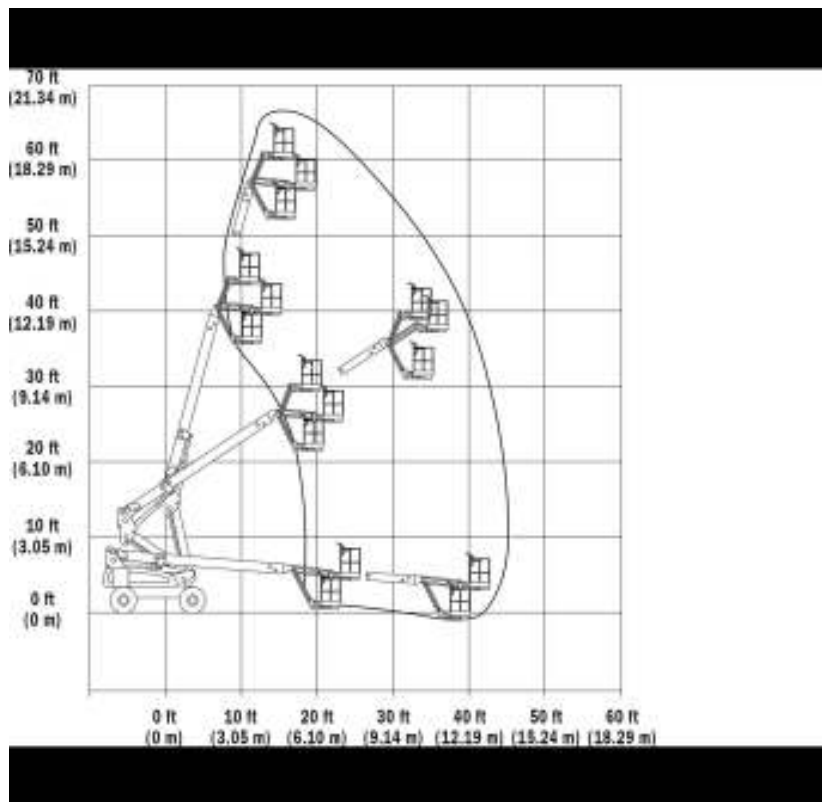 70 ft
(21.34 m)
60 ft
(18.29 m)
50 ft
(15.24 m)
40 ft
(12.19 m)
30 ft
(9.14 m)
20 ft
(6.10 m)
10 ft
(3.05 m)
0 ft
(0 m)
0 ft 10 ft 20 ft 30 ft 40 ft 50 ft 60 ft
(0 m) (3.05 m) (6.10 m) (9.14 m) (12.19 m) (15.24 m) (18.29 m)